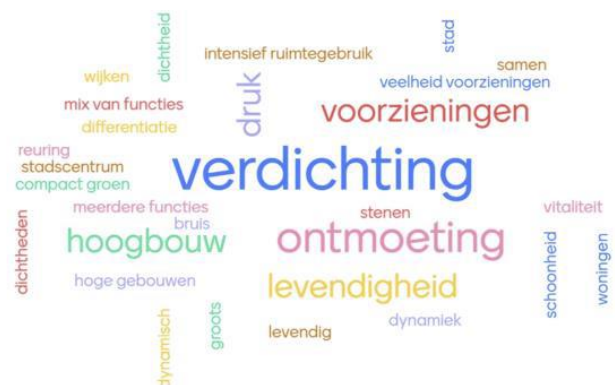 dichtheid
stad
intensief ruimtegebruik
samen
wijken
veelheid voorzieningen
druk
mix van functies
voorzieningen
differentiatie
reuring
verdichting
stadscentrum
compact groen
meerdere functies
stenen
vitaliteit
bruis
dichtheden
hoogbouw
ontmoeting
schoonheid
woningen
hoge gebouwen
levendigheid
groots
dynamiek
levendig
dynamisch